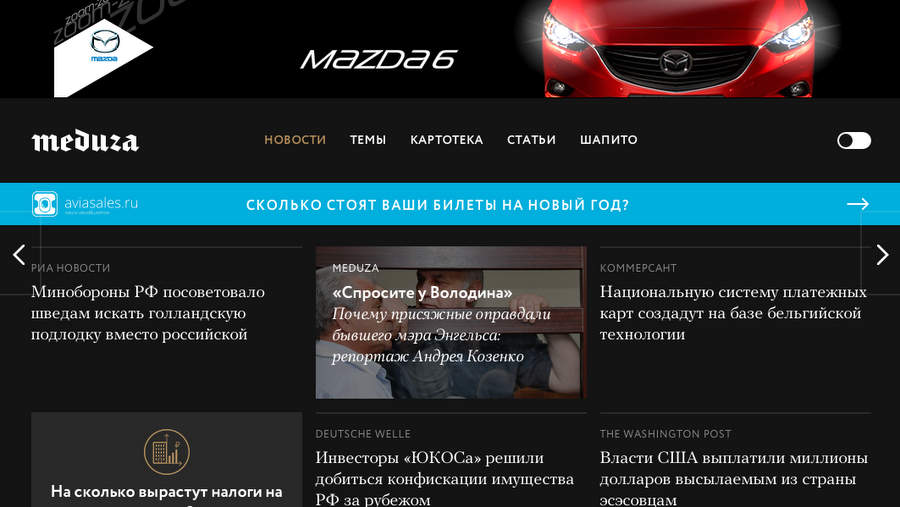 zoom-zoom
mazda
mazda6
meduza
НОВОСТИ ТЕМЫ КАРТОТЕКА СТАТЬИ ШАПИТО
aviasales.ru
СКОЛЬКО СТОЯТ ВАШИ БИЛЕТЫ НА НОВЫЙ ГОД?
РИА НОВОСТИ
Минобороны РФ посоветовало
шведам искать голландскую
подлодку вместо российской
MEDUZA
«Спросите у Володина»
Почему присяжные оправдали
бывшего мэра Энгельса:
репортаж Андрея Козенко
КОММЕРСАНТ
Национальную систему платежных
карт создадут на базе бельгийской
технологии
На сколько вырастут налоги на
DEUTSCHE WELLE
Инвесторы «ЮКОСа» решили
добиться конфискации имущества
РФ за рубежом
THE WASHINGTON POST
Власти США выплатили миллионы
долларов высылаемым из страны
эсэсовцам